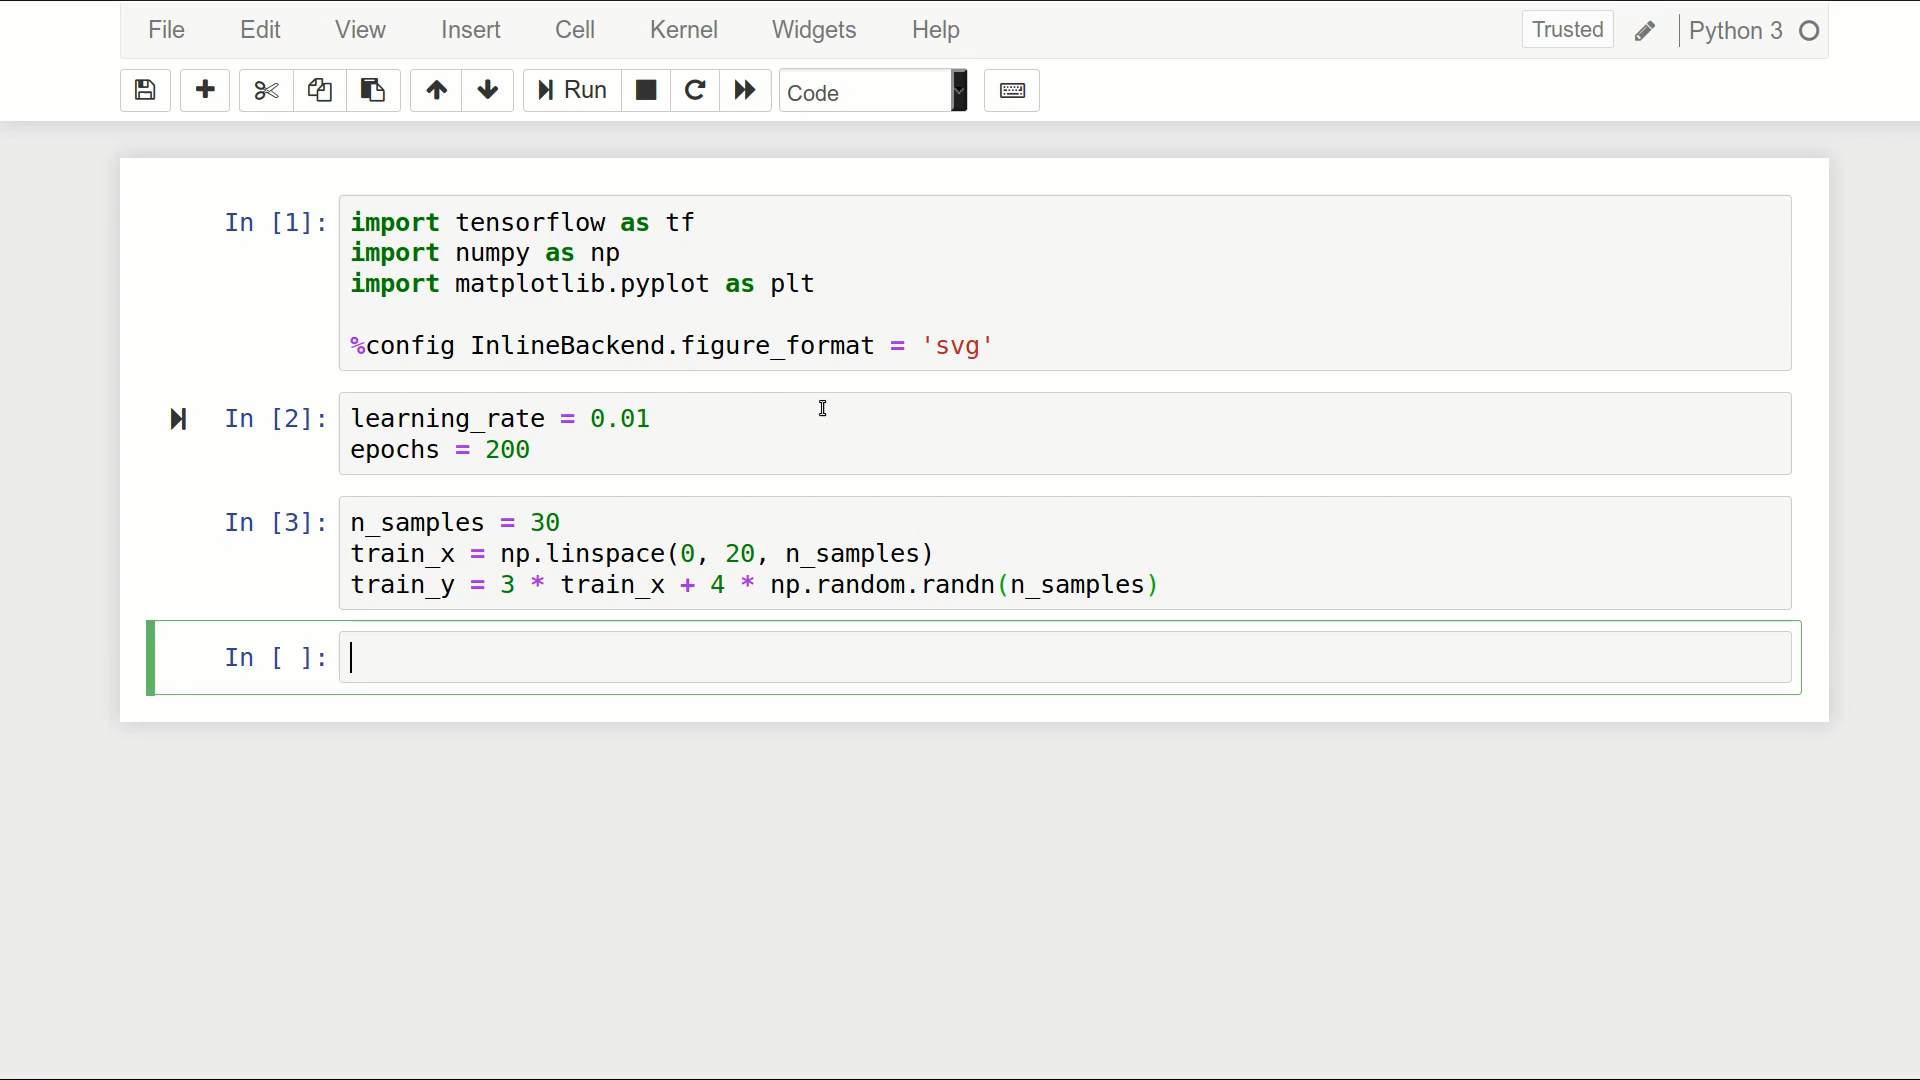 File Edit View Insert Cell Kernel Widgets Help Trusted Python 3
Run Code
In [1]: import tensorflow as tf
import numpy as np
import matplotlib.pyplot as plt
%config InlineBackend.figure_format = 'svg'
In [2]: learning_rate = 0.01
epochs = 200
In [3]: n_samples = 30
train_x = np.linspace(0, 20, n_samples)
train_y = 3 * train_x + 4 * np.random.randn(n_samples)
In [ ]: